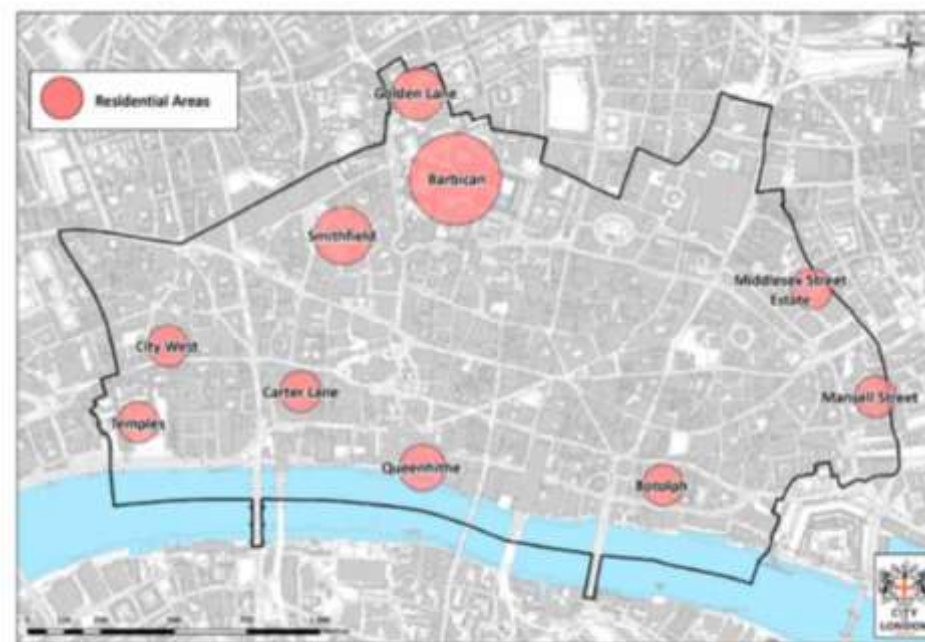 Residential Areas
Golden Lane
Barbican
Smithfield
Middlesex Street
Estate
City West
Carter Lane
Mansell Street
Temples
Queenhithe
Botolph
CITY
LONDON